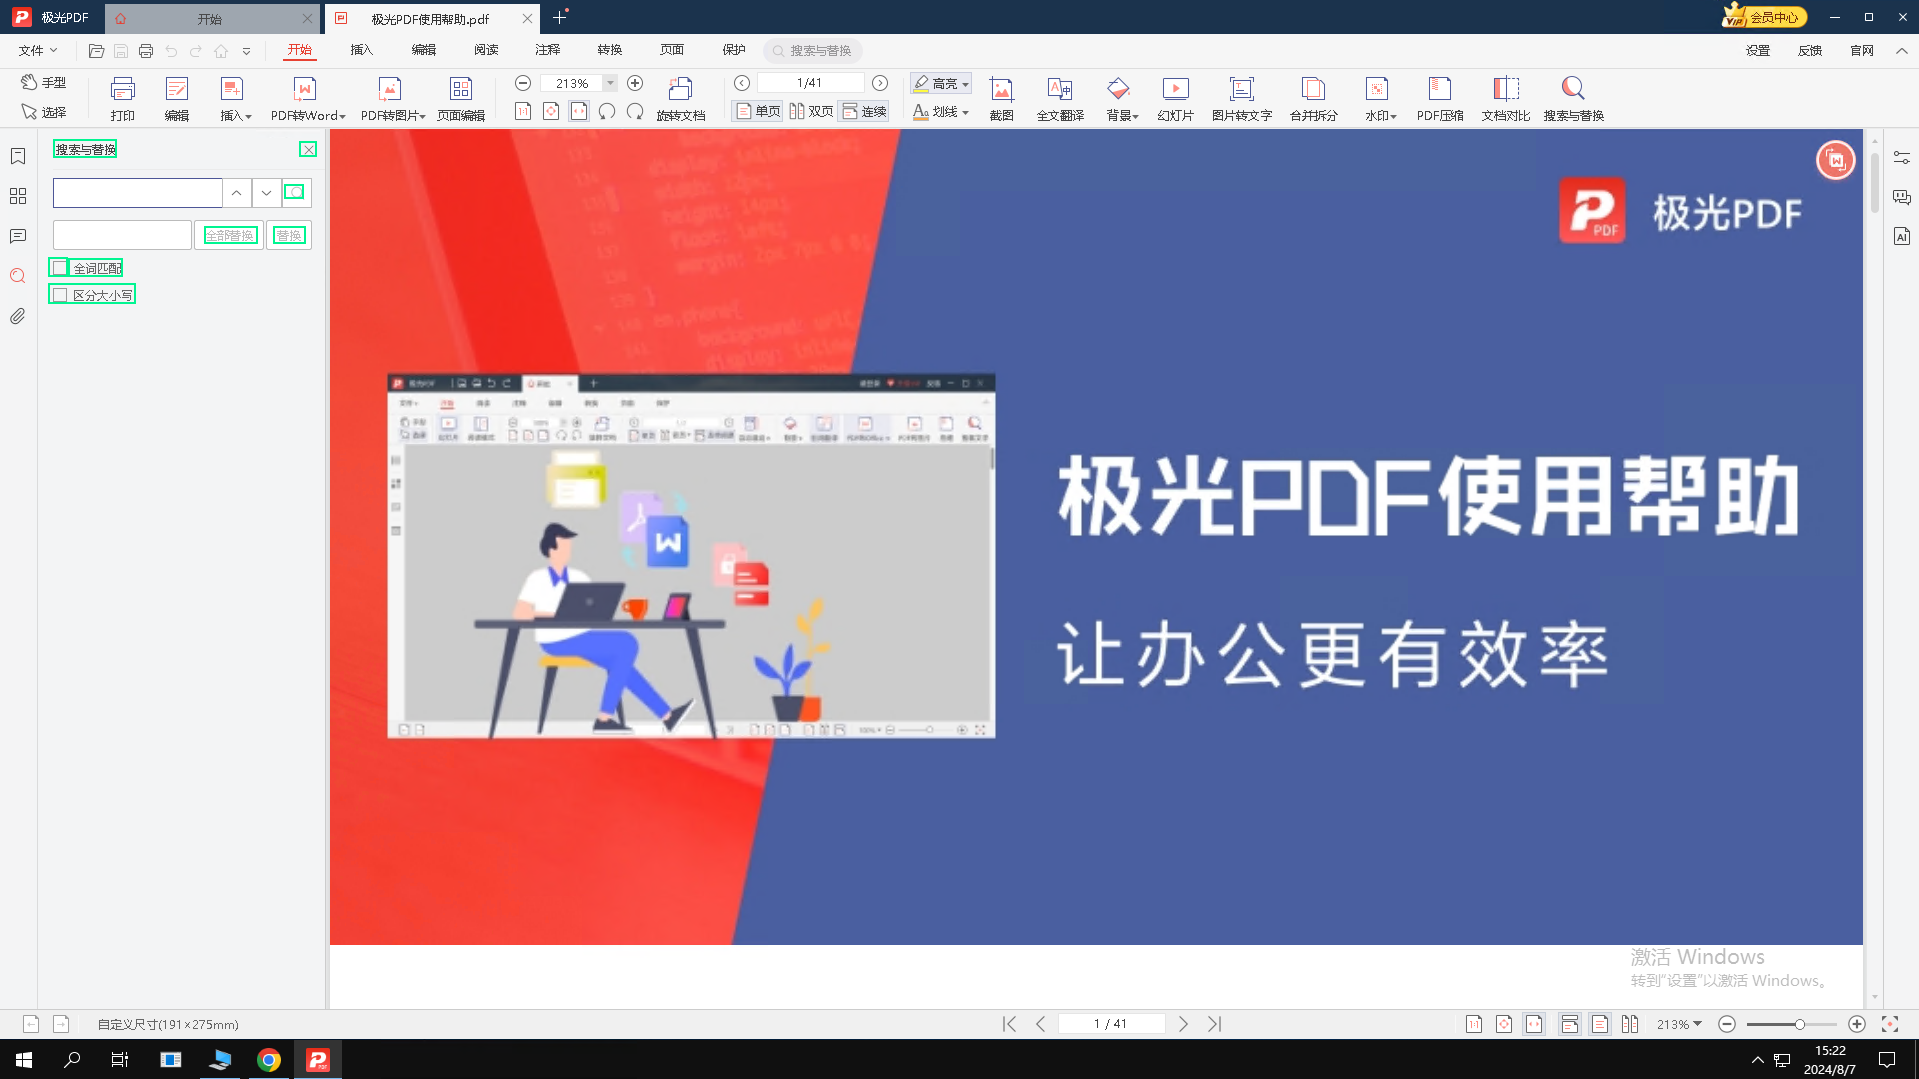 极光PDF
开始
极光PDF使用帮助.pdf
会员中心
文件
开始
插入
编辑
阅读
注释
转换
页面
保护
搜索与替换
设置
反馈
官网
手型
选择
打印
编辑
插入
PDF转Word
PDF转图片
页面编辑
213%
旋转文档
1/41
单页
双页
连续
高亮
划线
截图
全文翻译
背景
幻灯片
图片转文字
合并拆分
水印
PDF压缩
文档对比
搜索与替换
搜索与替换
全部替换
替换
全词匹配
区分大小写
极光PDF
极光PDF使用帮助
让办公更有效率
激活 Windows
转到“设置”以激活 Windows。
自定义尺寸(191×275mm)
1 / 41
213%
15:22
2024/8/7